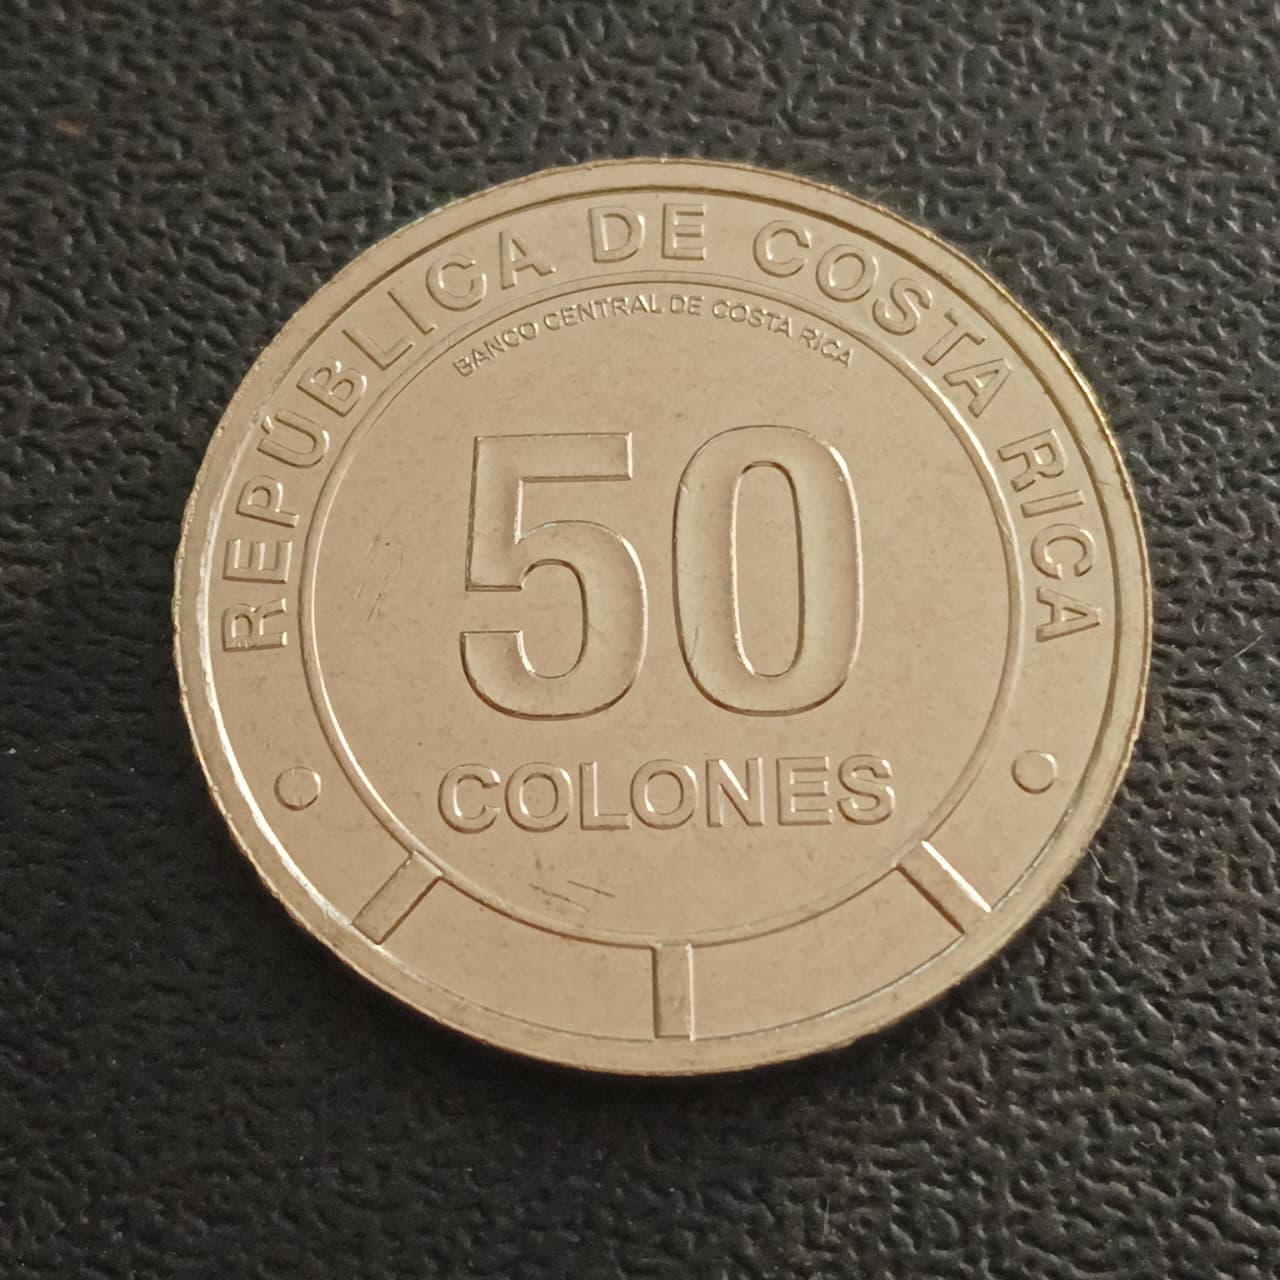 REPÚBLICA DE COSTA RICA
BANCO CENTRAL DE COSTA RICA
50
COLONES